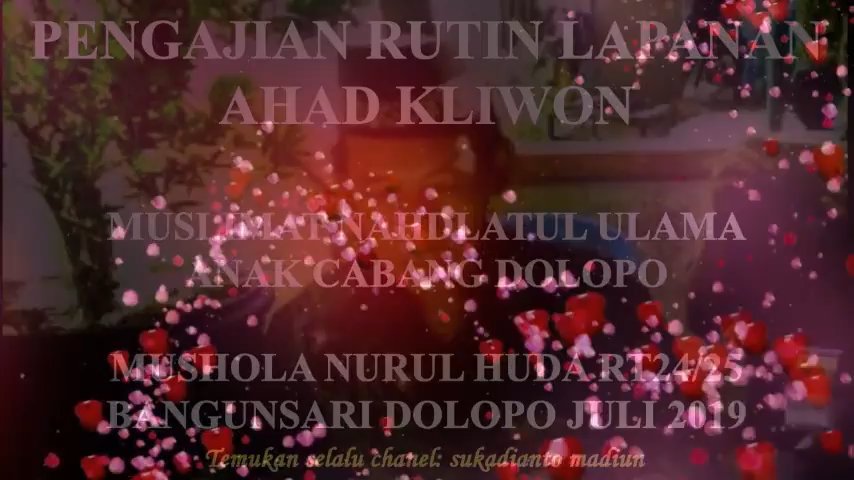 PENGAJIAN RUTIN LAPANAN
AHAD KLIWON
MUSLIMAT NAHDLATUL ULAMA
ANAK CABANG DOLOPO
MUSHOLA NURUL HUDA RT24/25
BANGUNSARI DOLOPO JULI 2019
Temukan selalu chanel: sukadianto madiun